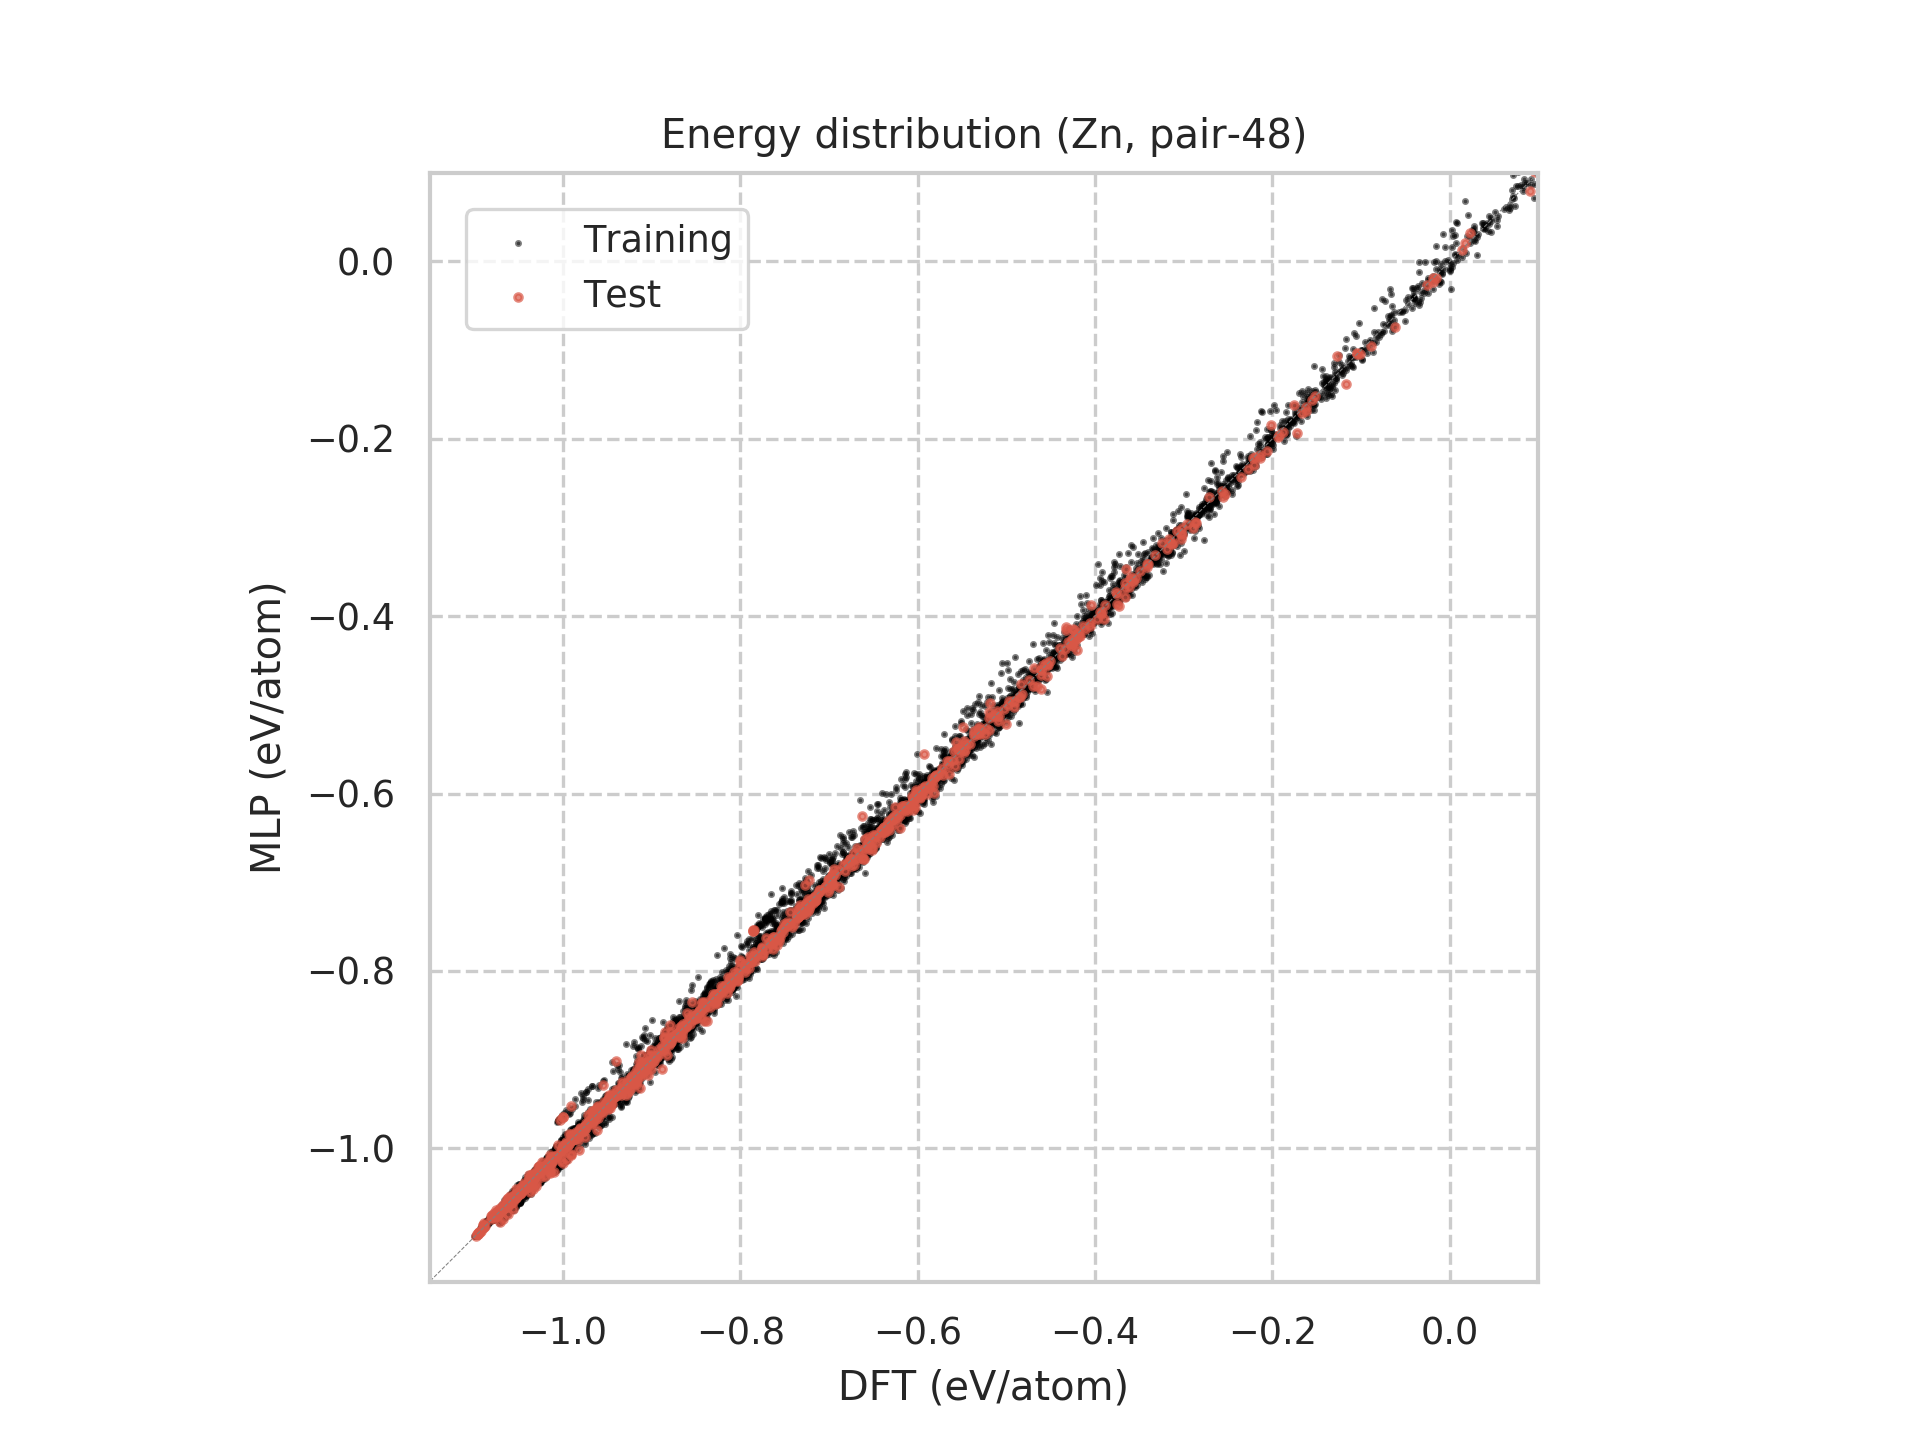 Energy distribution (Zn, pair-48)
Training
Test
0.0
−0.2
−0.4
−0.6
−0.8
−1.0
MLP (eV/atom)
−1.0 −0.8 −0.6 −0.4 −0.2 0.0
DFT (eV/atom)